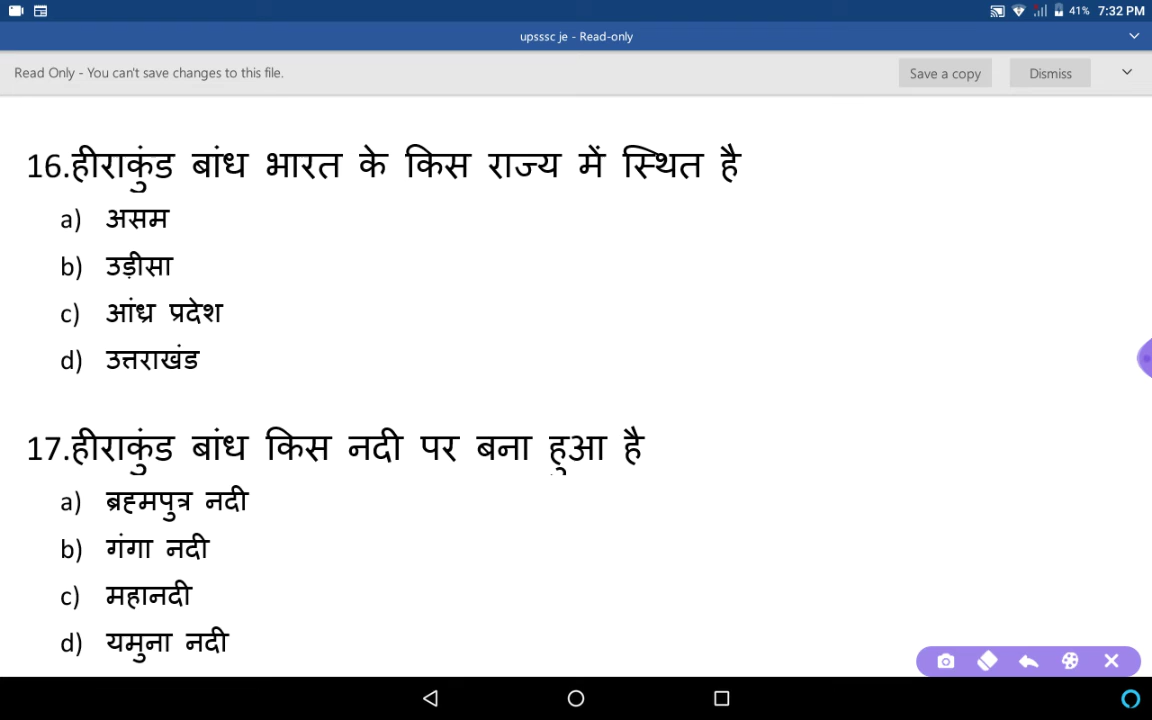 41% 7:32 PM
upsssc je - Read-only
Read Only - You can't save changes to this file.
Save a copy
Dismiss
16.हीराकुंड बांध भारत के किस राज्य में स्थित है
a) असम
b) उड़ीसा
c) आंध्र प्रदेश
d) उत्तराखंड
17.हीराकुंड बांध किस नदी पर बना हुआ है
a) ब्रह्मपुत्र नदी
b) गंगा नदी
c) महानदी
d) यमुना नदी